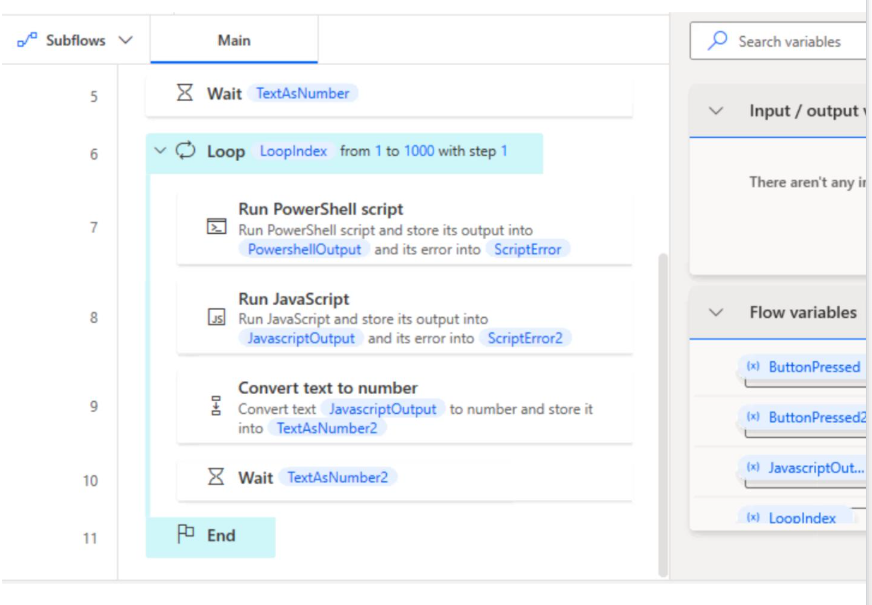 Subflows
Main
Search variables
5
Wait TextAsNumber
Input / output v
6
Loop LoopIndex from 1 to 1000 with step 1
There aren't any in
7
Run PowerShell script
Run PowerShell script and store its output into
PowershellOutput and its error into ScriptError
8
Run JavaScript
JS
Run JavaScript and store its output into
JavascriptOutput and its error into ScriptError2
Flow variables
(x) ButtonPressed
9
Convert text to number
Convert text JavascriptOutput to number and store it
into TextAsNumber2
(x) ButtonPressed2
10
Wait TextAsNumber2
(x) JavascriptOut...
(x) LoopIndex
11
End